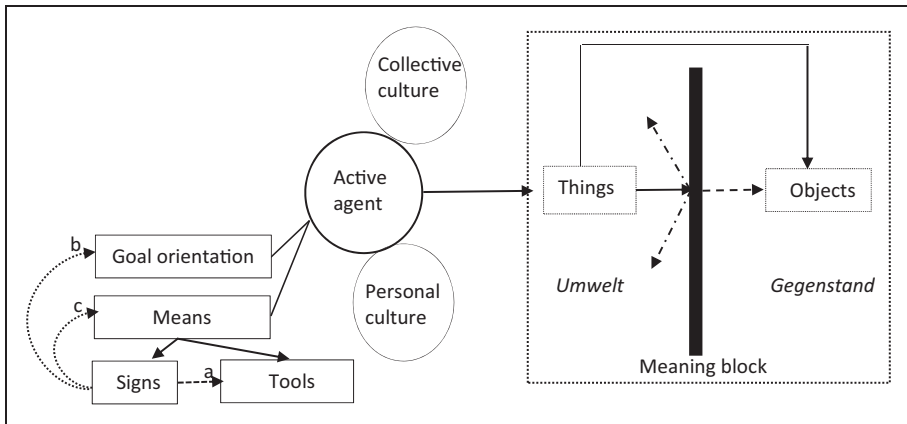 Collective
culture
Active
agent
Personal
culture
b
Goal orientation
c
Means
Signs
a
Tools
Things
Objects
Umwelt
Gegenstand
Meaning block